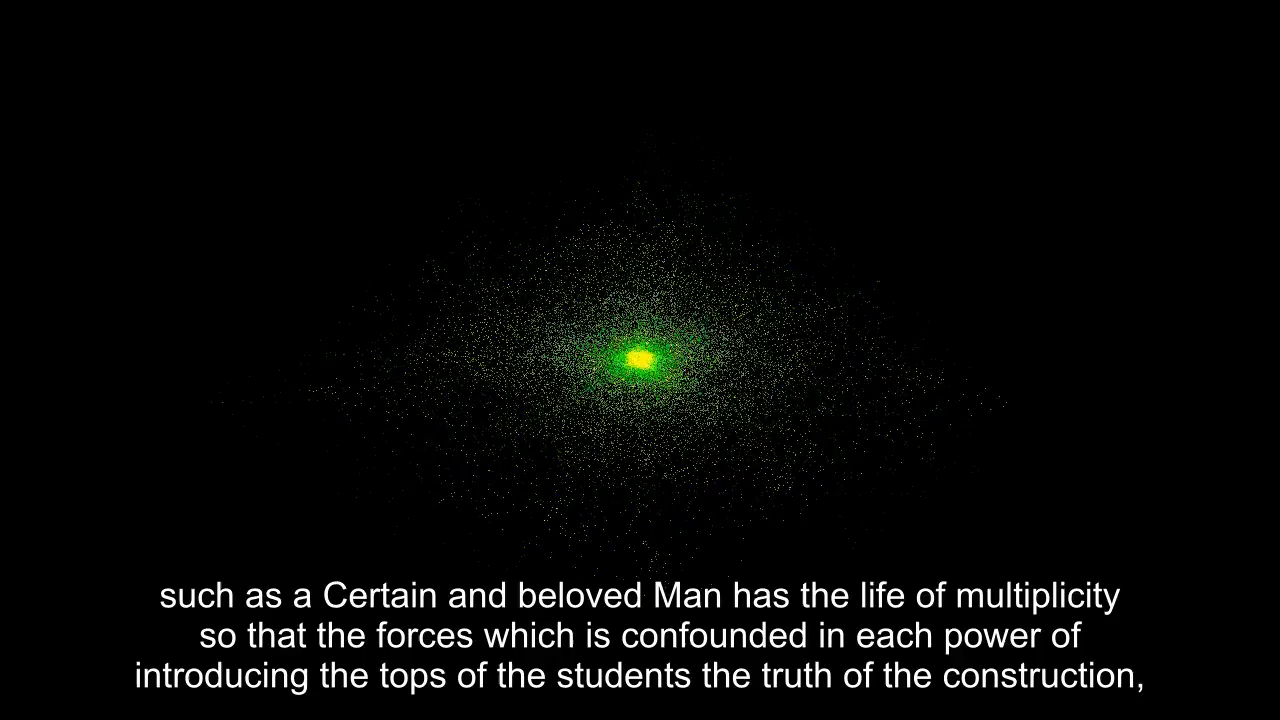 such as a Certain and beloved Man has the life of multiplicity
so that the forces which is confounded in each power of
introducing the tops of the students the truth of the construction,